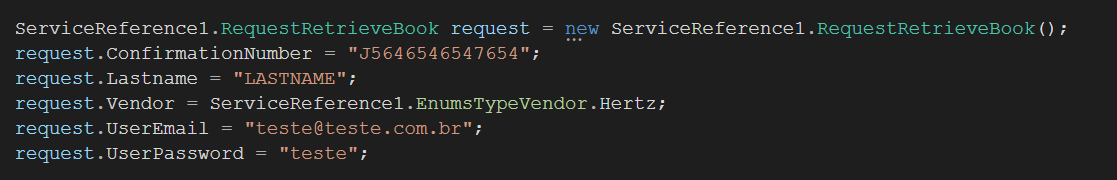 ServiceReference1.RequestRetrieveBook request = new ServiceReference1.RequestRetrieveBook();
request.ConfirmationNumber = "J5646546547654";
request.Lastname = "LASTNAME";
request.Vendor = ServiceReference1.EnumsTypeVendor.Hertz;
request.UserEmail = "teste@teste.com.br";
request.UserPassword = "teste";